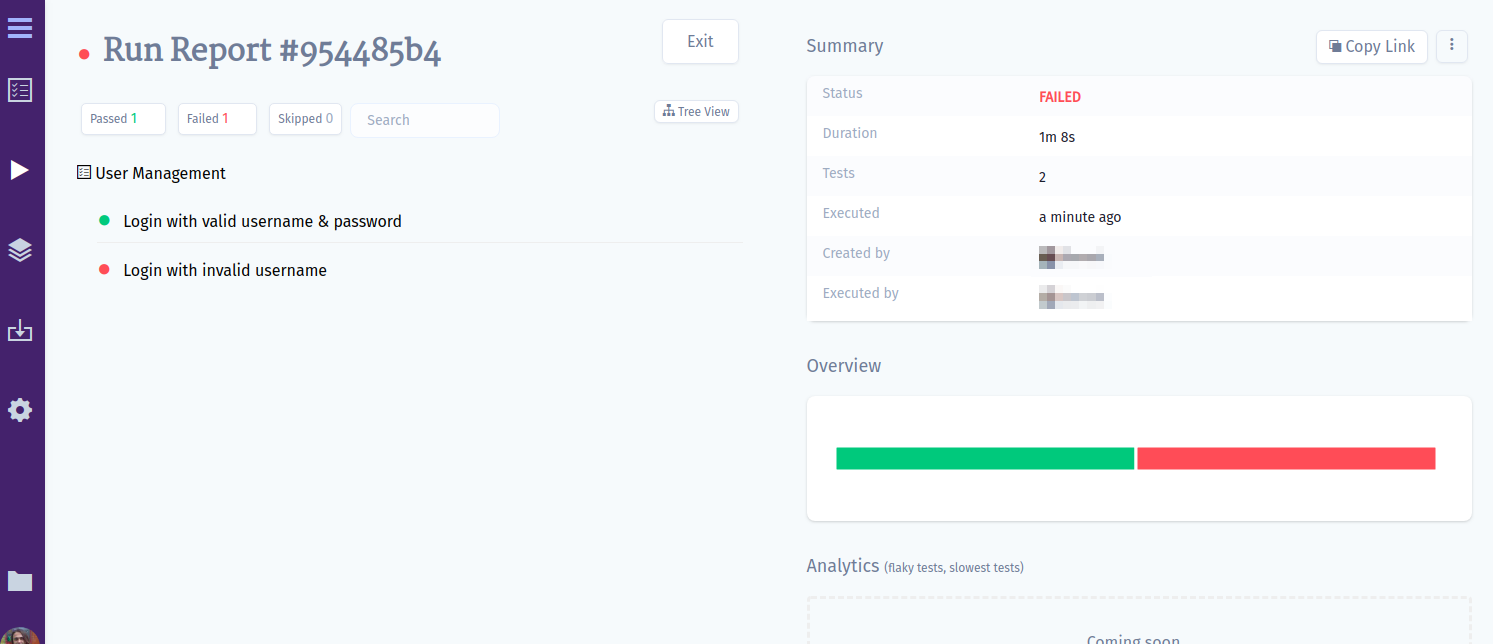 Run Report #954485b4
Exit
Passed 1
Failed 1
Skipped 0
Search
Tree View
User Management
Login with valid username & password
Login with invalid username
Summary
Copy Link
Status FAILED
Duration 1m 8s
Tests 2
Executed a minute ago
Created by
Executed by
Overview
Analytics (flaky tests, slowest tests)
Coming soon